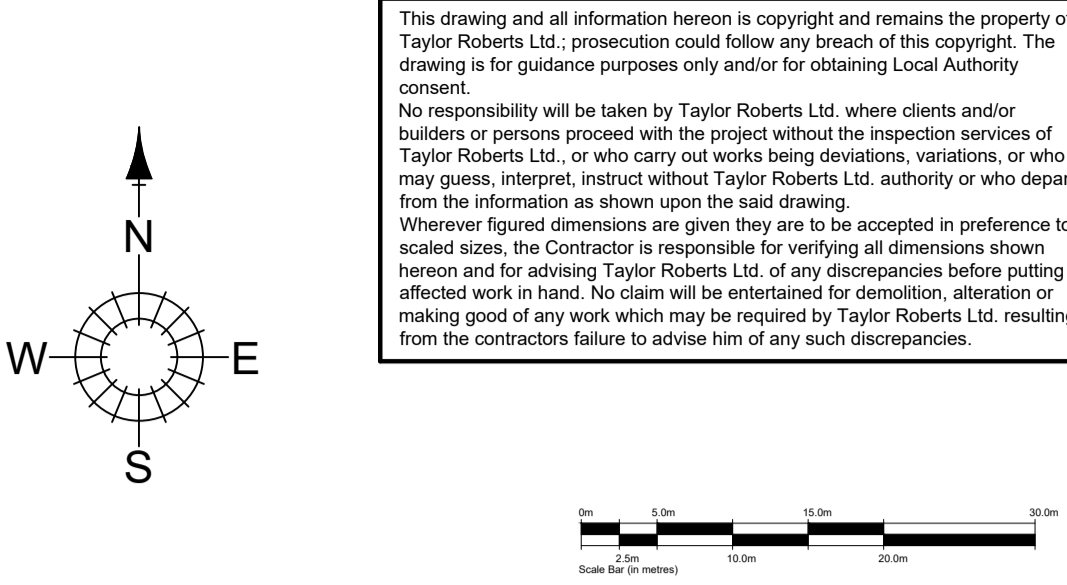 This drawing and all information hereon is copyright and remains the property of
Taylor Roberts Ltd.; prosecution could follow any breach of this copyright. The
drawing is for guidance purposes only and/or for obtaining Local Authority
consent.
No responsibility will be taken by Taylor Roberts Ltd. where clients and/or
builders or persons proceed with the project without the inspection services of
Taylor Roberts Ltd., or who carry out works being deviations, variations, or who
may guess, interpret, instruct without Taylor Roberts Ltd. authority or who depar
from the information as shown upon the said drawing.
Wherever figured dimensions are given they are to be accepted in preference to
scaled sizes, the Contractor is responsible for verifying all dimensions shown
hereon and for advising Taylor Roberts Ltd. of any discrepancies before putting
affected work in hand. No claim will be entertained for demolition, alteration or
making good of any work which may be required by Taylor Roberts Ltd. resulting
from the contractors failure to advise him of any such discrepancies.
N
W E
S
0m 5.0m 15.0m 30.0m
2.5m 10.0m 20.0m
Scale Bar (in metres)